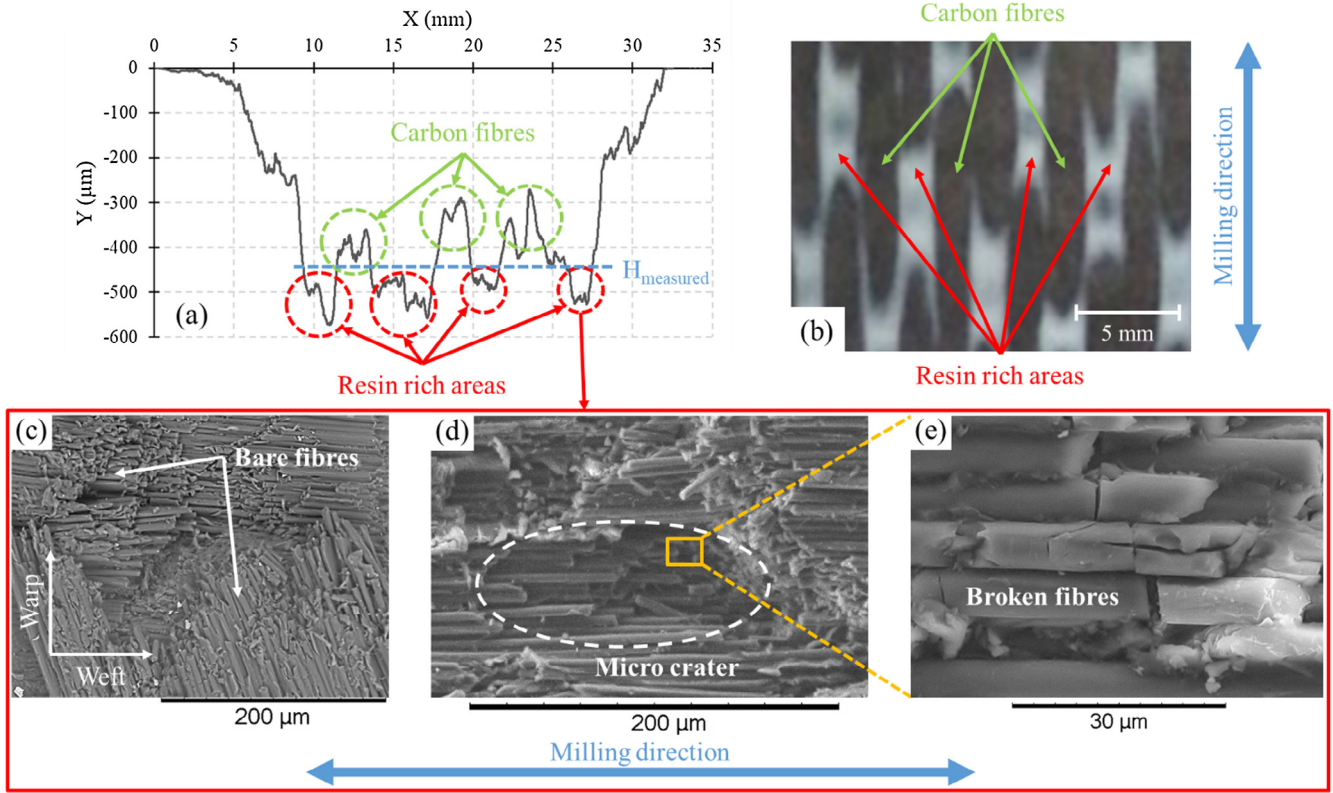 X (mm)
0 5 10 15 20 25 30 35
0
-100
-200
-300
-400
-500
-600
Y (µm)
Carbon fibres
H measured
(a)
Resin rich areas
Carbon fibres
Milling direction
(b)
5 mm
Resin rich areas
(c)
Bare fibres
Warp
Weft
200 µm
(d)
Micro crater
200 µm
(e)
Broken fibres
30 µm
Milling direction